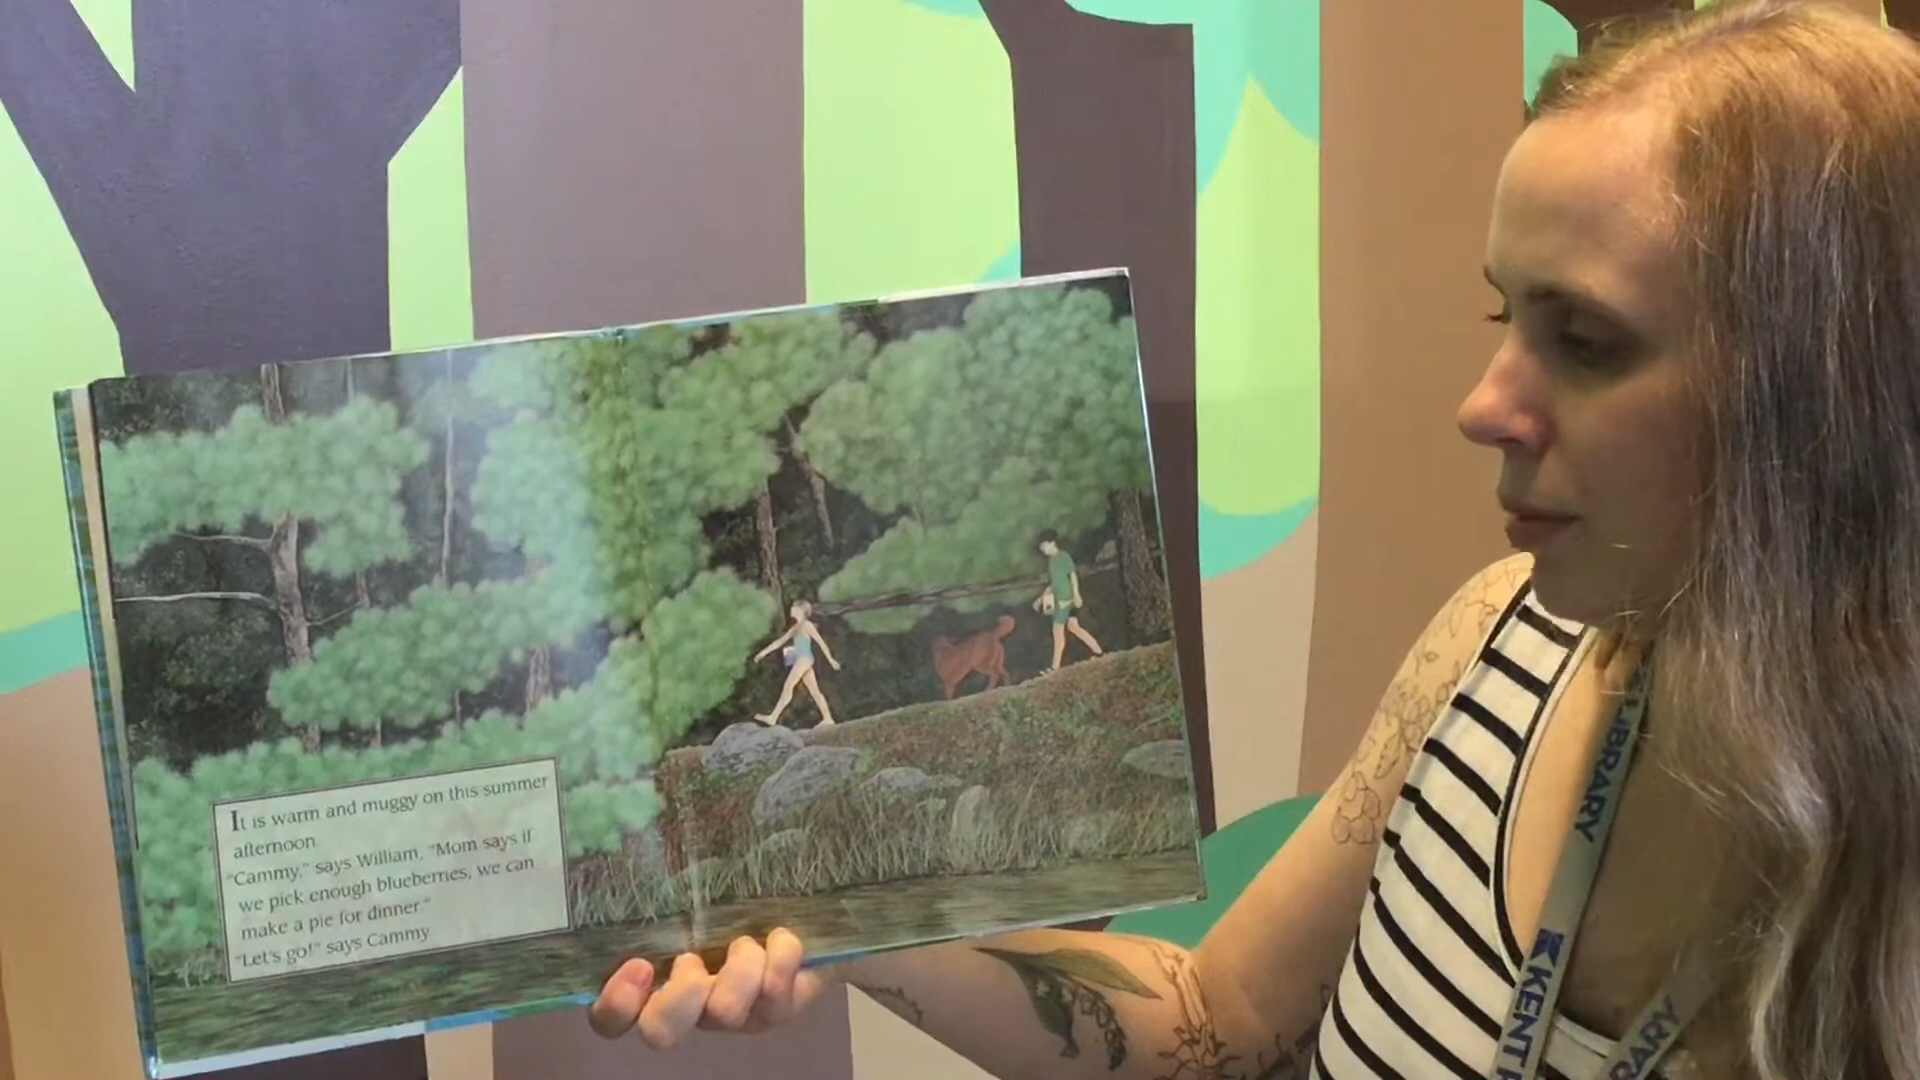 It is warm and muggy on this summer
afternoon.
"Cammy," says William, "Mom says if
we pick enough blueberries, we can
make a pie for dinner."
"Let's go!" says Cammy.
LIBRARY
KENT
RARY